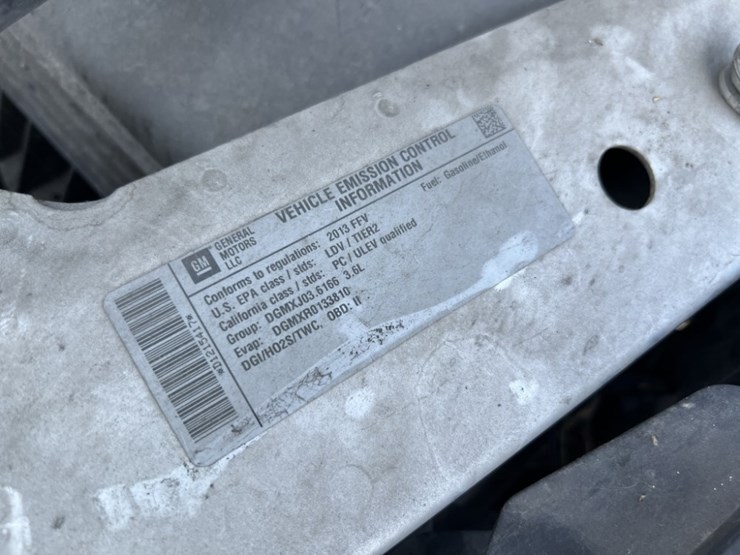 GM
GENERAL
MOTORS
LLC
VEHICLE EMISSION CONTROL
INFORMATION
Conforms to regulations: 2013 FFV
Fuel: Gasoline/Ethanol
U.S. EPA class / stds: LDV / TIER2
California class / stds: PC / ULEV qualified
Group: DGMXJ03.6166 3.6L
Evap: DGMXR0133810
DGI/HO2S/TWC. OBD: II
*D1215417*